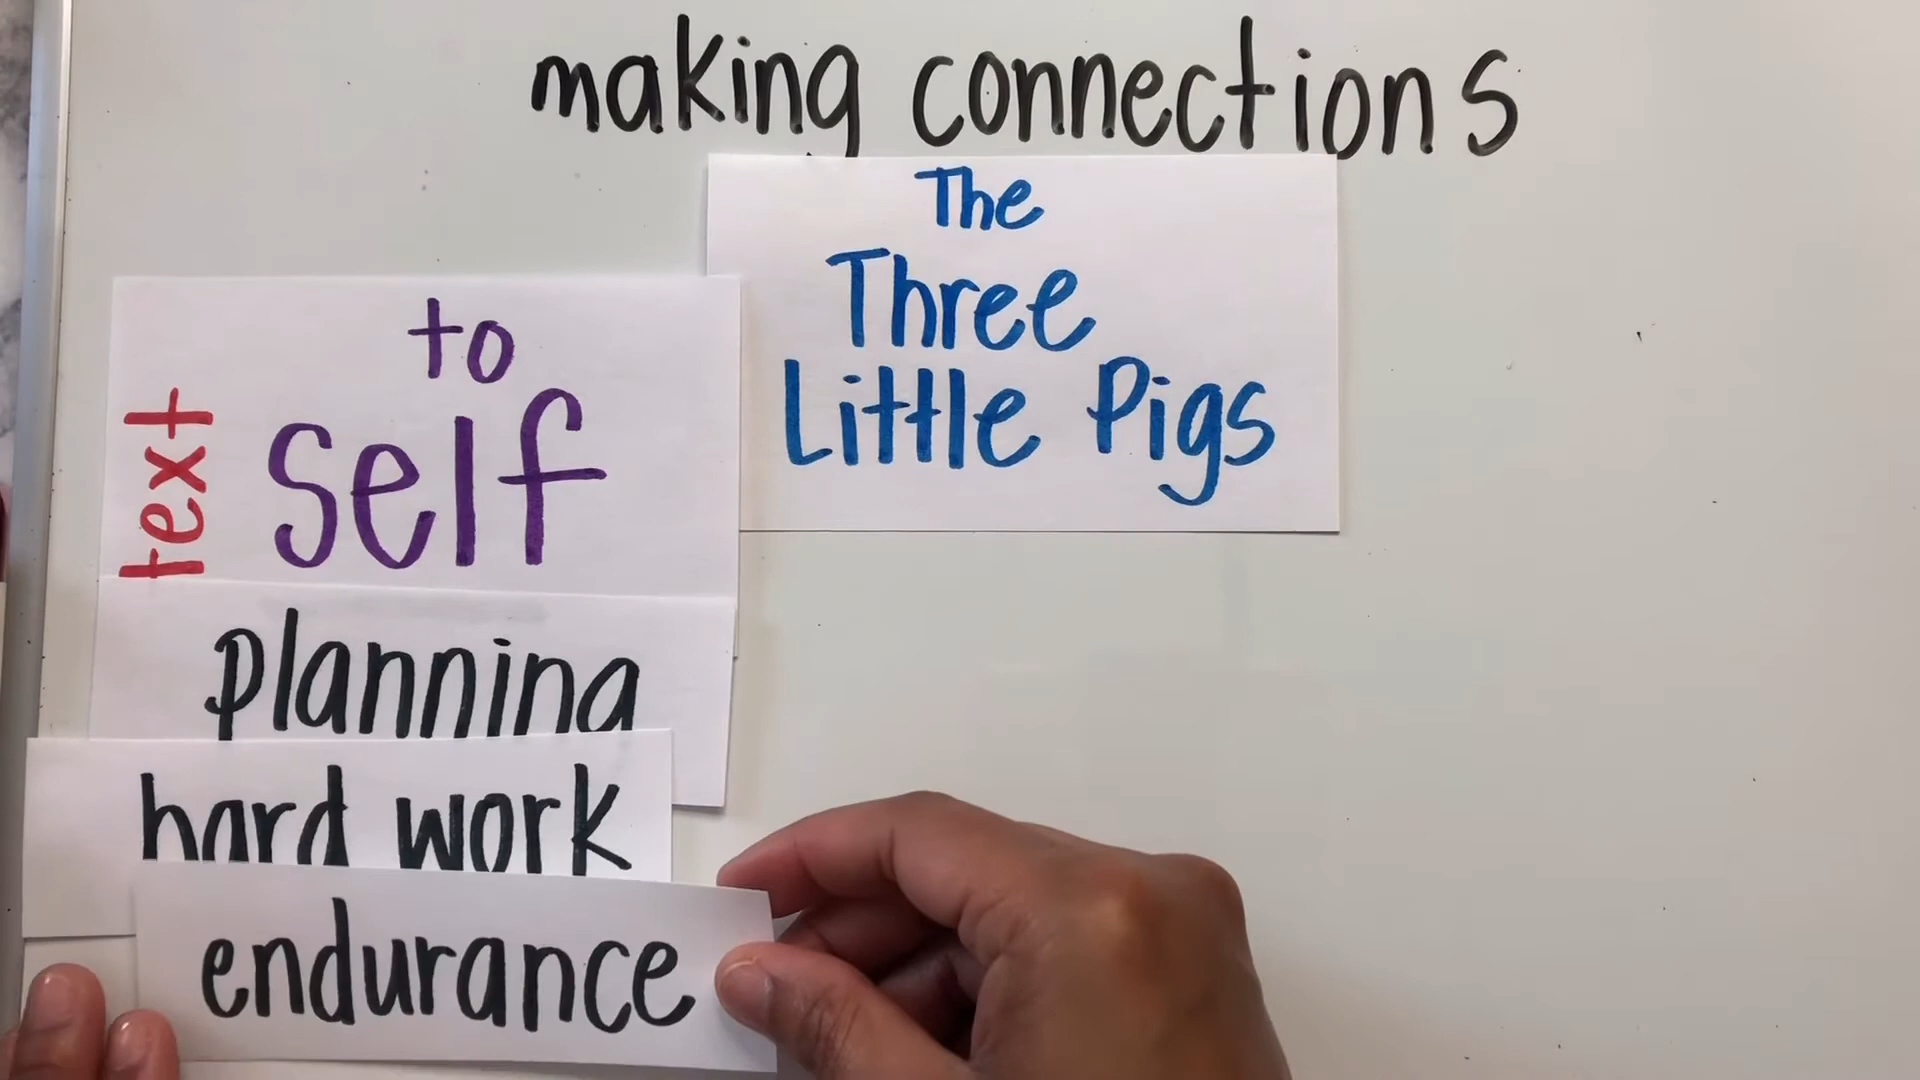 making connections
The
Three
Little Pigs
text
to
self
planning
hard work
endurance